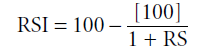 RSI = 100 − [100] / 1 + RS